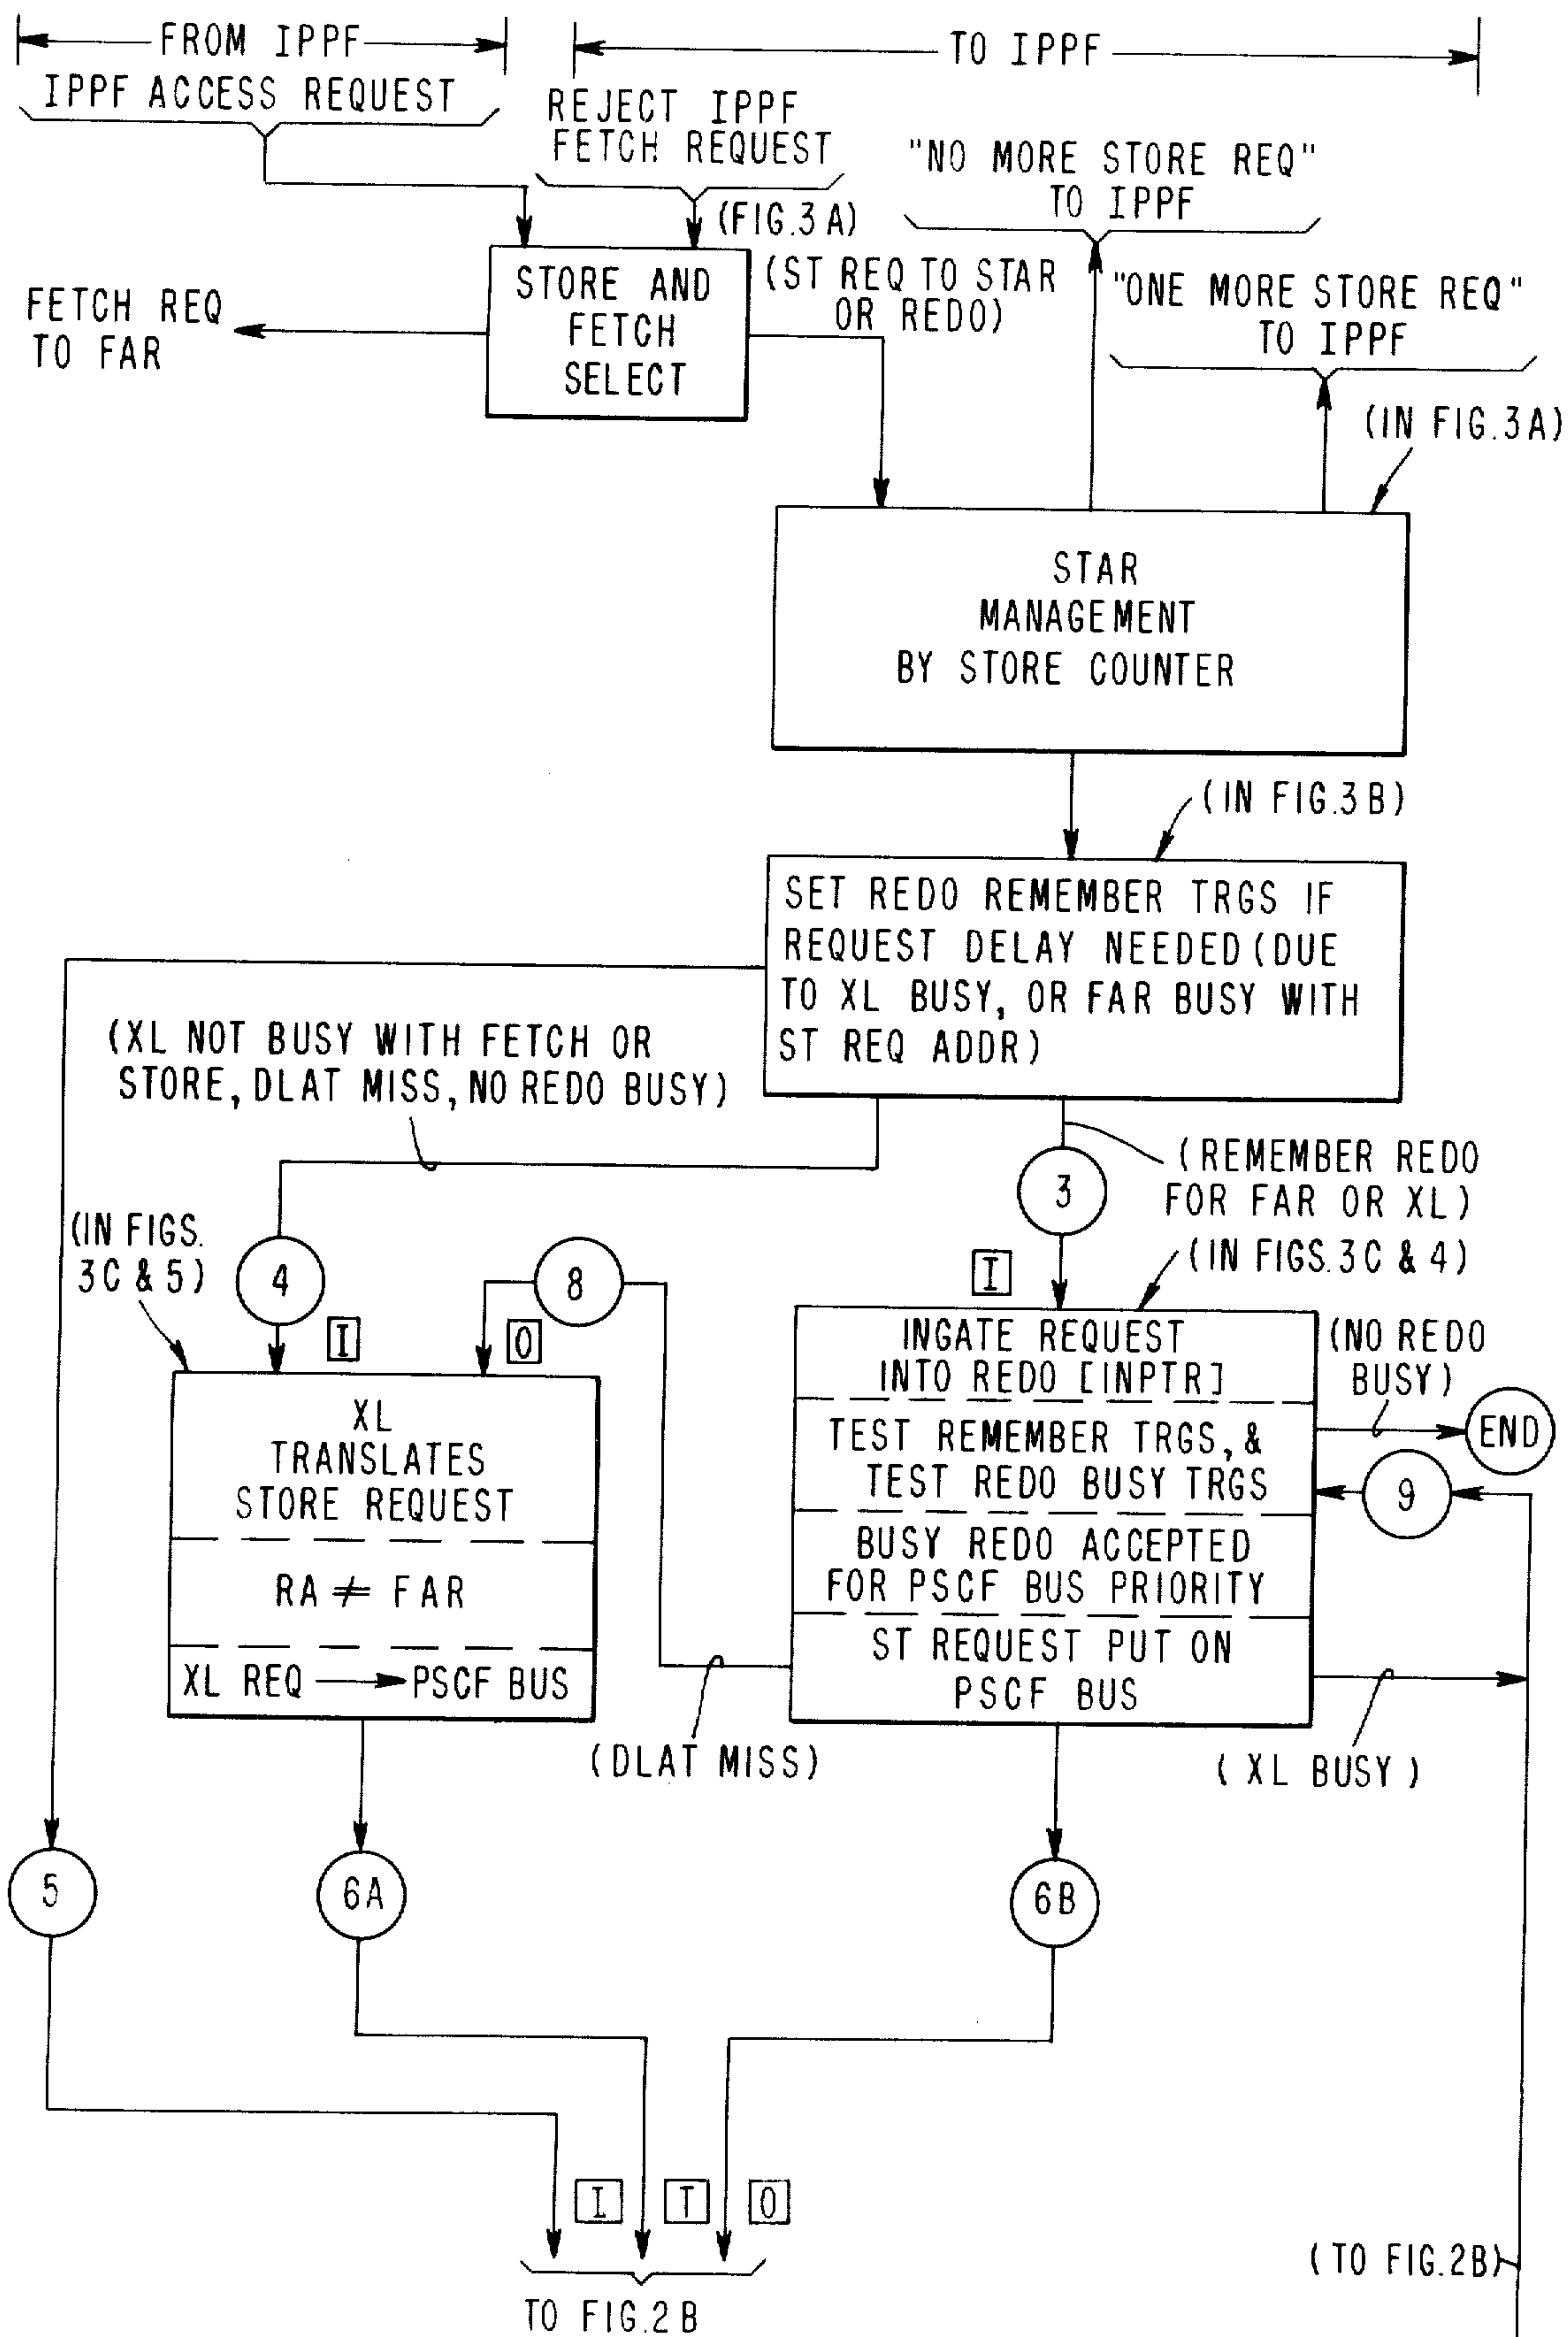 FROM IPPF
TO IPPF
IPPF ACCESS REQUEST
REJECT IPPF
FETCH REQUEST
(FIG.3A)
"NO MORE STORE REQ"
TO IPPF
STORE AND
FETCH
SELECT
(ST REQ TO STAR
OR REDO)
"ONE MORE STORE REQ"
TO IPPF
FETCH REQ
TO FAR
(IN FIG.3A)
STAR
MANAGEMENT
BY STORE COUNTER
(IN FIG.3B)
SET REDO REMEMBER TRGS IF
REQUEST DELAY NEEDED (DUE
TO XL BUSY, OR FAR BUSY WITH
ST REQ ADDR)
(XL NOT BUSY WITH FETCH OR
STORE, DLAT MISS, NO REDO BUSY)
3
(REMEMBER REDO
FOR FAR OR XL)
(IN FIGS.
3C & 5)
4
8
I
(IN FIGS.3C & 4)
I
O
INGATE REQUEST
INTO REDO [INPTR]
(NO REDO
BUSY)
END
TEST REMEMBER TRGS, &
TEST REDO BUSY TRGS
9
BUSY REDO ACCEPTED
FOR PSCF BUS PRIORITY
ST REQUEST PUT ON
PSCF BUS
XL
TRANSLATES
STORE REQUEST
RA ≠ FAR
XL REQ → PSCF BUS
(DLAT MISS)
(XL BUSY)
5
6A
6B
I
T
O
TO FIG.2B
(TO FIG.2B)